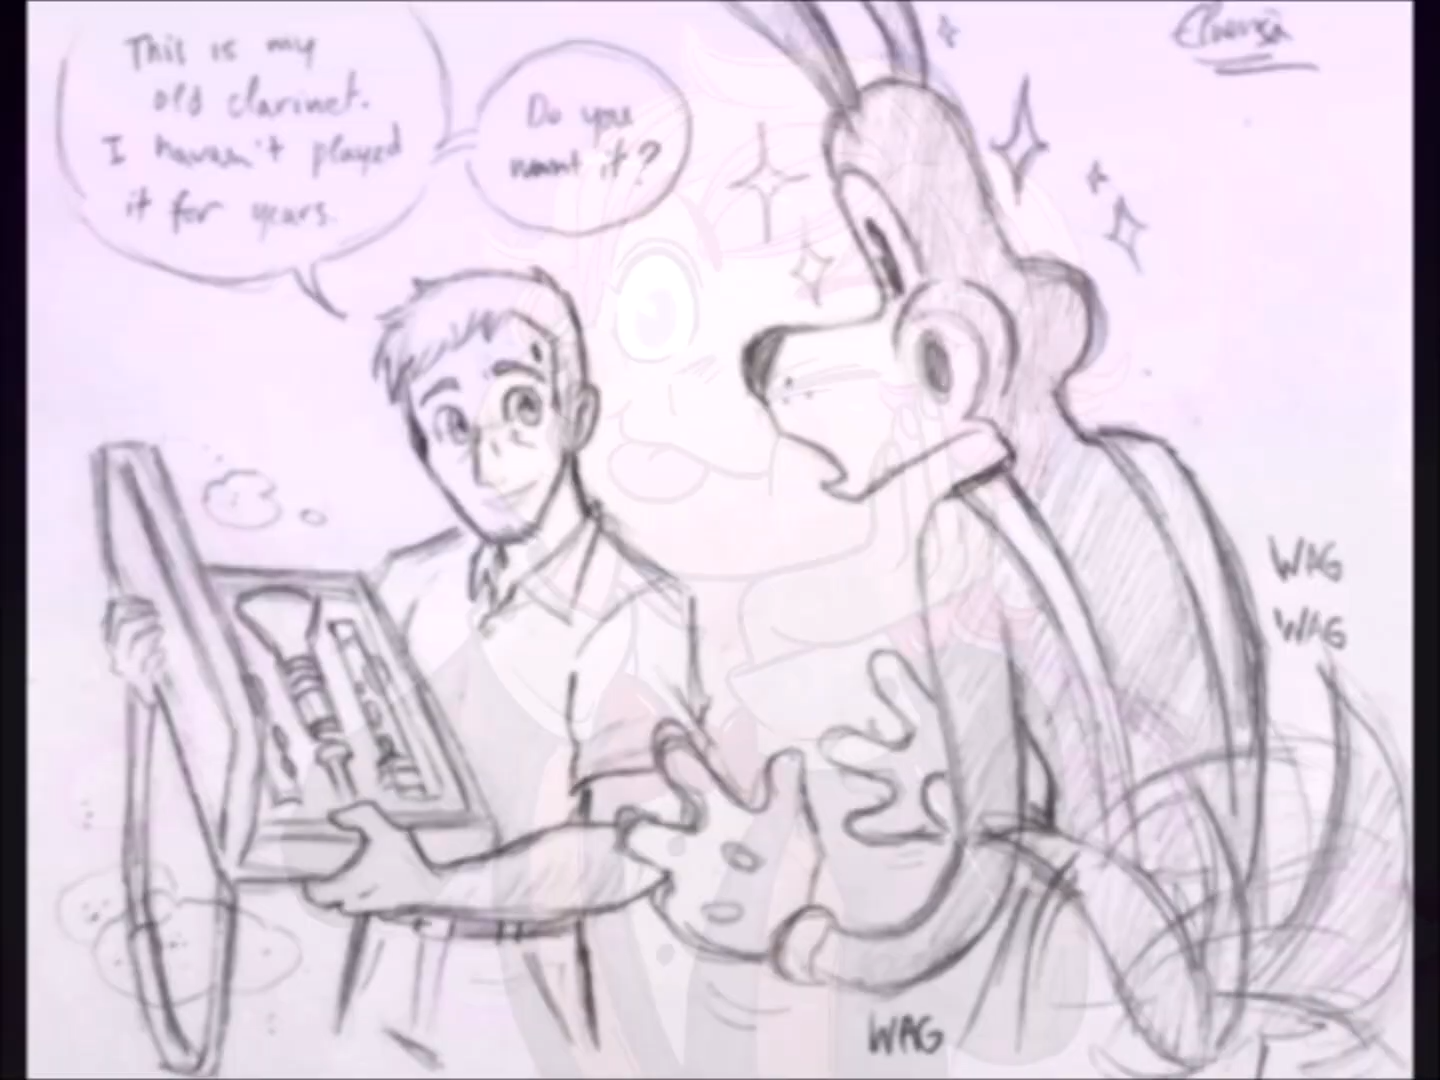 This is my
old clarinet.
I haven't played
it for years.
Do you
want it?
WAG
WAG
WAG